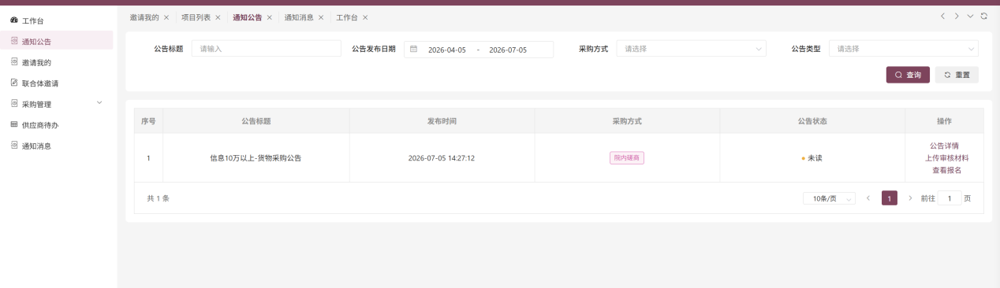 工作台
通知公告
邀请我的
联合体邀请
采购管理
供应商待办
通知消息
邀请我的 × 项目列表 × 通知公告 × 通知消息 × 工作台 ×
公告标题 请输入 公告发布日期 2026-04-05 - 2026-07-05 采购方式 请选择 公告类型 请选择
查询 重置
序号 公告标题 发布时间 采购方式 公告状态 操作
1 信息10万以上-货物采购公告 2026-07-05 14:27:12 院内磋商 未读 公告详情
上传审核材料
查看报名
共 1 条 10条/页 1 前往 1 页